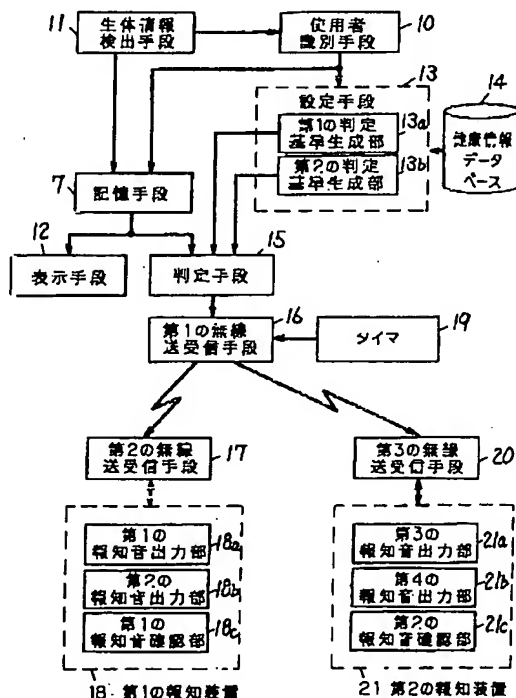 11
生体情報
検出手段
使用者
識別手段
10
13
設定手段
第1の判定
基準生成部
13a
第2の判定
基準生成部
13b
14
健康情報
データ
ベース
7
記憶手段
12
表示手段
判定手段
15
第1の無線
送受信手段
16
タイマ
19
第2の無線
送受信手段
17
第3の無線
送受信手段
20
第1の
報知音出力部
18a
第2の
報知音出力部
18b
第1の
報知音確認部
18c
第3の
報知音出力部
21a
第4の
報知音出力部
21b
第2の
報知音確認部
21c
18 第1の報知装置
21 第2の報知装置